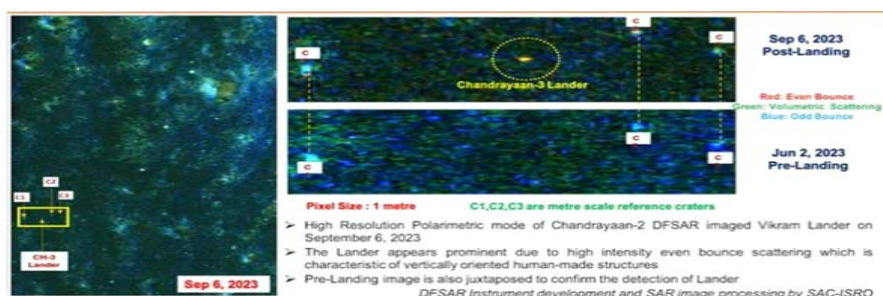 C2
C1 C3
CH-3
Lander
Sep 6, 2023
C
C
C
Chandrayaan-3 Lander
C
C
C
Sep 6, 2023
Post-Landing
Red: Even Bounce
Green: Volumetric Scattering
Blue: Odd Bounce
Jun 2, 2023
Pre-Landing
Pixel Size : 1 metre C1,C2,C3 are metre scale reference craters
➢ High Resolution Polarimetric mode of Chandrayaan-2 DFSAR imaged Vikram Lander on
September 6, 2023
➢ The Lander appears prominent due to high intensity even bounce scattering which is
characteristic of vertically oriented human-made structures
➢ Pre-Landing image is also juxtaposed to confirm the detection of Lander
DFSAR Instrument development and SAR image processing by SAC-ISRO